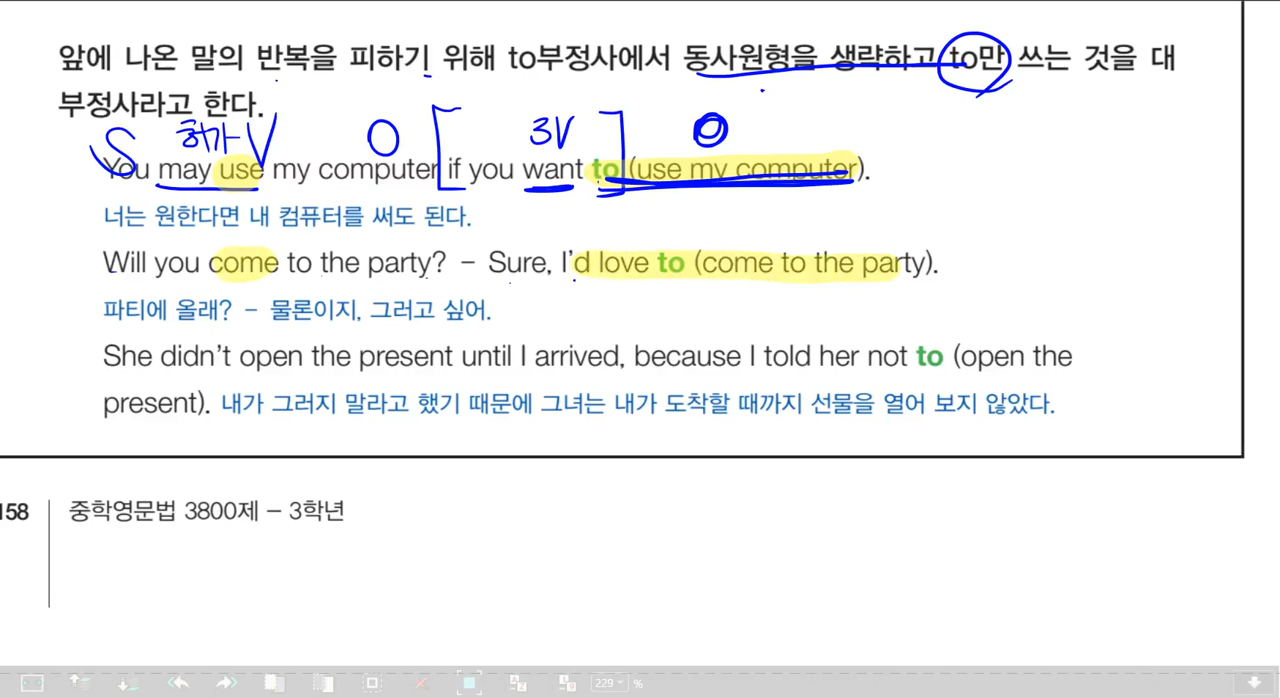 앞에 나온 말의 반복을 피하기 위해 to부정사에서 동사원형을 생략하고 to만 쓰는 것을 대
부정사라고 한다.
S 허가 V O [ 3V ] O
You may use my computer if you want to (use my computer).
너는 원한다면 내 컴퓨터를 써도 된다.
Will you come to the party? – Sure, I'd love to (come to the party).
파티에 올래? – 물론이지, 그러고 싶어.
She didn't open the present until I arrived, because I told her not to (open the
present). 내가 그러지 말라고 했기 때문에 그녀는 내가 도착할 때까지 선물을 열어 보지 않았다.
158 중학영문법 3800제 – 3학년
229 %